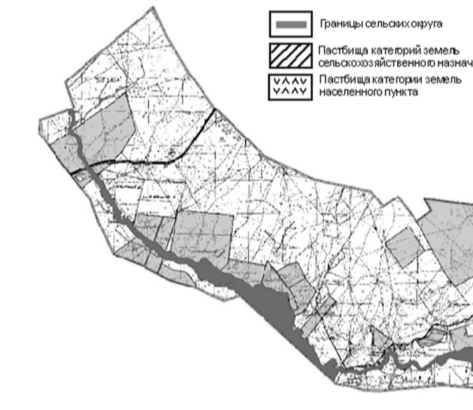 Границы сельских округа
Пастбища категорий земель
сельскохозяйственного назнач
Пастбища категории земель
населенного пункта